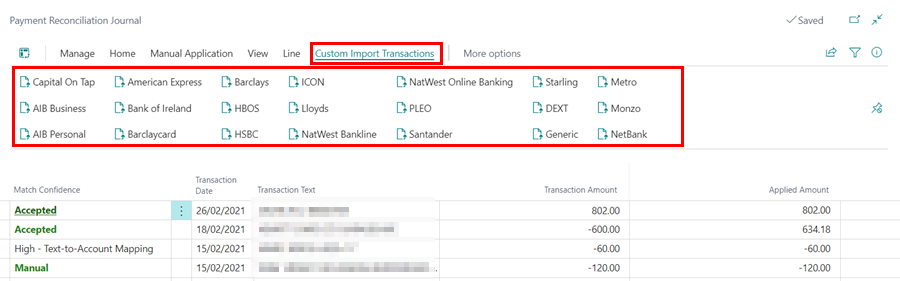 Payment Reconciliation Journal
Saved
Manage Home Manual Application View Line Custom Import Transactions More options
Capital On Tap American Express Barclays ICON NatWest Online Banking Starling Metro
AIB Business Bank of Ireland HBOS Lloyds PLEO DEXT Monzo
AIB Personal Barclaycard HSBC NatWest Bankline Santander Generic NetBank
Match Confidence Transaction Date Transaction Text Transaction Amount Applied Amount
Accepted 26/02/2021 802.00 802.00
Accepted 18/02/2021 -600.00 634.18
High - Text-to-Account Mapping 15/02/2021 -60.00 -60.00
Manual 15/02/2021 -120.00 -120.00